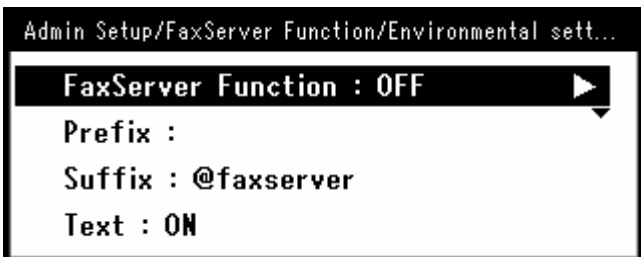 Admin Setup/FaxServer Function/Environmental sett...
FaxServer Function : OFF
Prefix :
Suffix : @faxserver
Text : ON